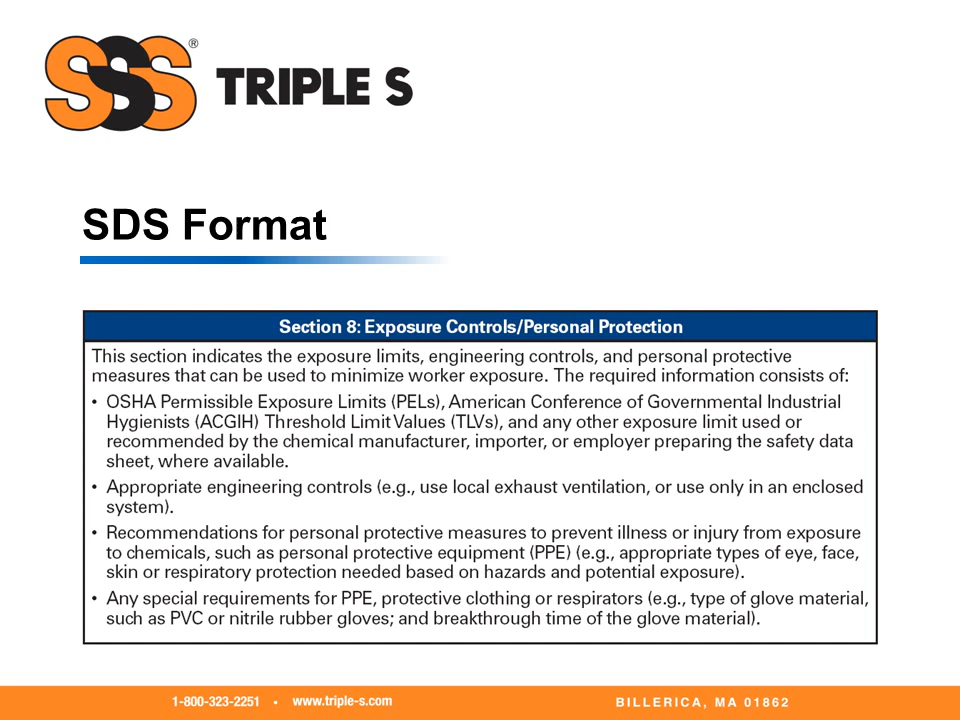 SSS®
TRIPLE S
SDS Format
Section 8: Exposure Controls/Personal Protection
This section indicates the exposure limits, engineering controls, and personal protective
measures that can be used to minimize worker exposure. The required information consists of:
• OSHA Permissible Exposure Limits (PELs), American Conference of Governmental Industrial
Hygienists (ACGIH) Threshold Limit Values (TLVs), and any other exposure limit used or
recommended by the chemical manufacturer, importer, or employer preparing the safety data
sheet, where available.
• Appropriate engineering controls (e.g., use local exhaust ventilation, or use only in an enclosed
system).
• Recommendations for personal protective measures to prevent illness or injury from exposure
to chemicals, such as personal protective equipment (PPE) (e.g., appropriate types of eye, face,
skin or respiratory protection needed based on hazards and potential exposure).
• Any special requirements for PPE, protective clothing or respirators (e.g., type of glove material,
such as PVC or nitrile rubber gloves; and breakthrough time of the glove material).
1-800-323-2251 • www.triple-s.com BILLERICA, MA 01862